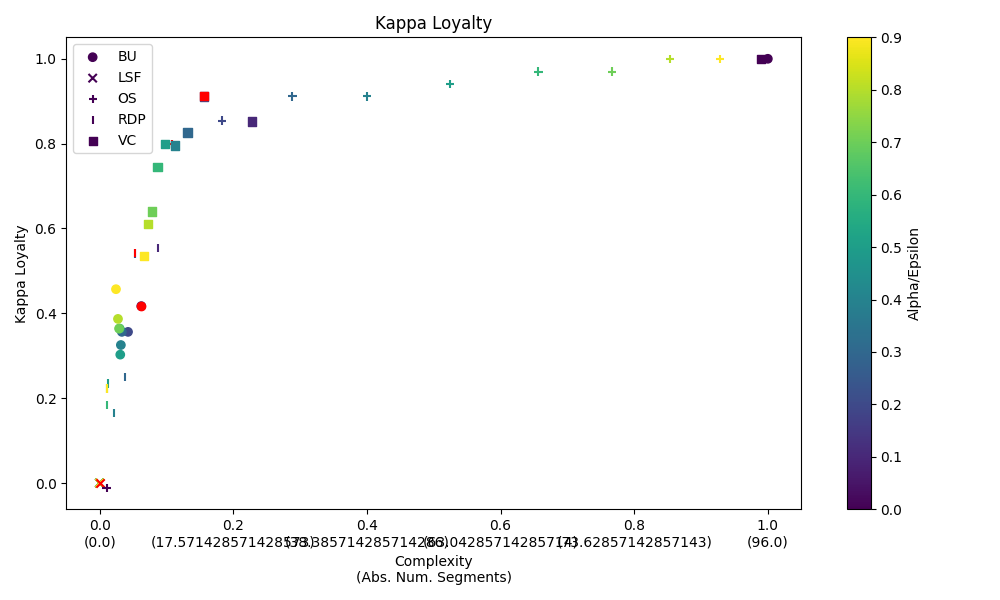 Kappa Loyalty
BU
LSF
OS
RDP
VC
Kappa Loyalty
1.0
0.8
0.6
0.4
0.2
0.0
0.0 0.2 0.4 0.6 0.8 1.0
(0.0) (96.0)
Complexity
(Abs. Num. Segments)
0.9
0.8
0.7
0.6
0.5
0.4
0.3
0.2
0.1
0.0
Alpha/Epsilon